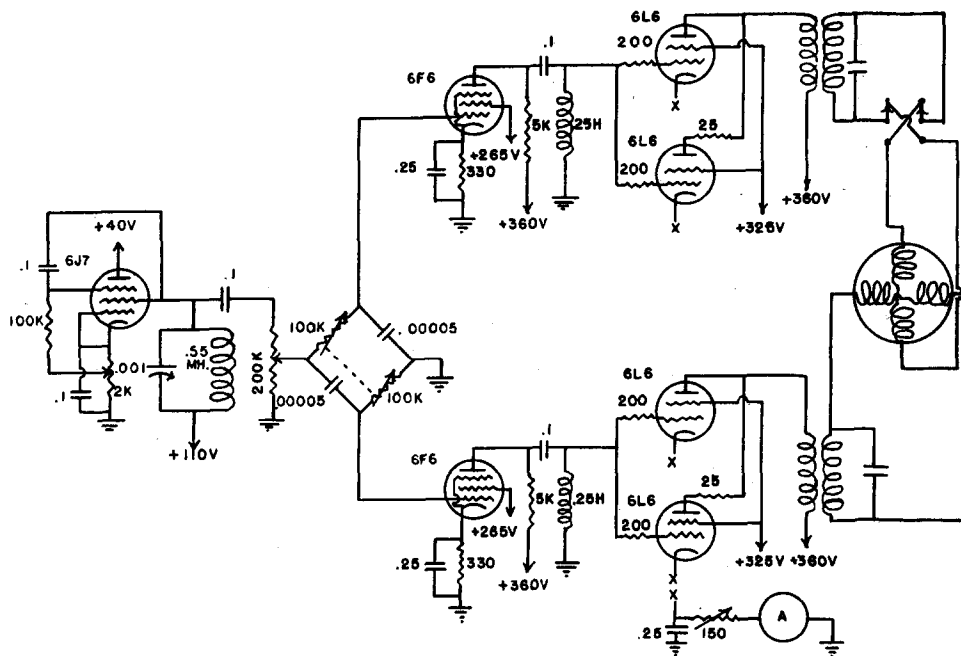 6L6
200
.1
6F6
5K
.25H
+265V
.25
330
+360V
6L6
25
200
X
X
+325V
+360V
+40V
.1
6J7
.1
100K
.001
.55
MH.
200K
.1
2K
+110V
100K
.00005
.00005
100K
6L6
200
.1
6F6
5K
.25H
+265V
.25
330
+360V
6L6
25
200
X
X
X
+325V
+360V
.25
150
A